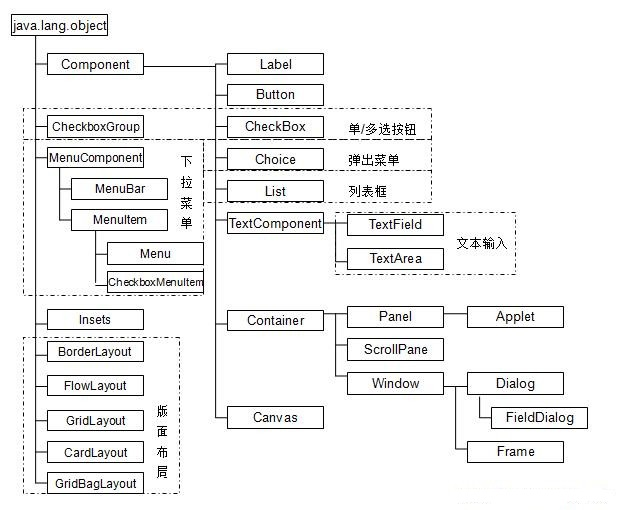 java.lang.object
Component
Label
Button
CheckboxGroup
CheckBox
单/多选按钮
MenuComponent
Choice
弹出菜单
MenuBar
List
列表框
MenuItem
下拉菜单
TextComponent
TextField
Menu
TextArea
文本输入
CheckboxMenuItem
Insets
Container
Panel
Applet
BorderLayout
ScrollPane
FlowLayout
Window
Dialog
GridLayout
Canvas
FieldDialog
CardLayout
Frame
GridBagLayout
版面布局